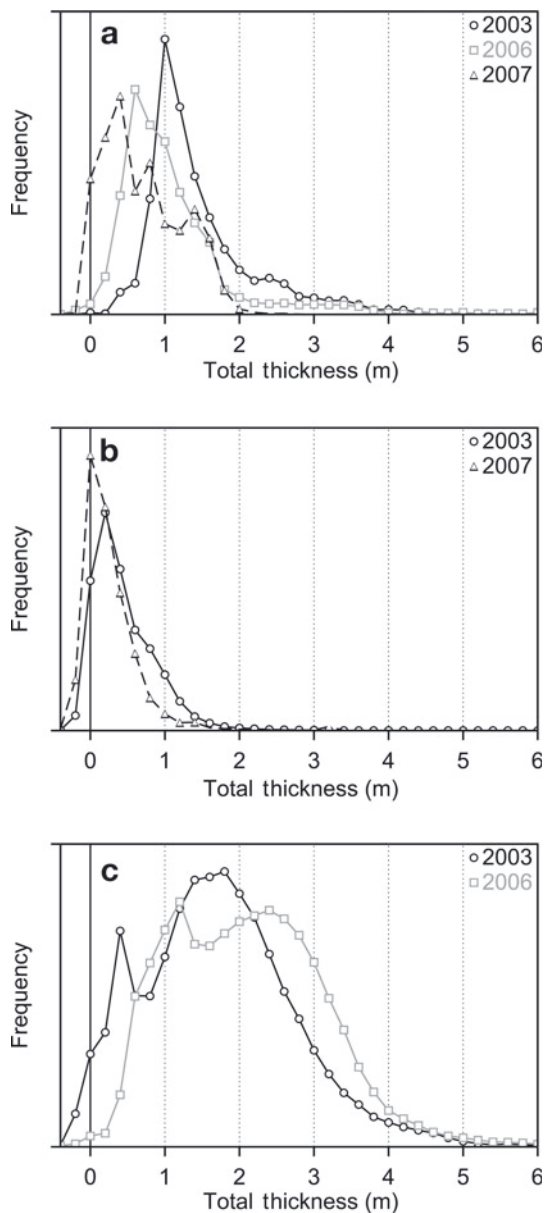 a
2003
2006
2007
Frequency
0 1 2 3 4 5 6
Total thickness (m)
b
2003
2007
Frequency
0 1 2 3 4 5 6
Total thickness (m)
c
2003
2006
Frequency
0 1 2 3 4 5 6
Total thickness (m)